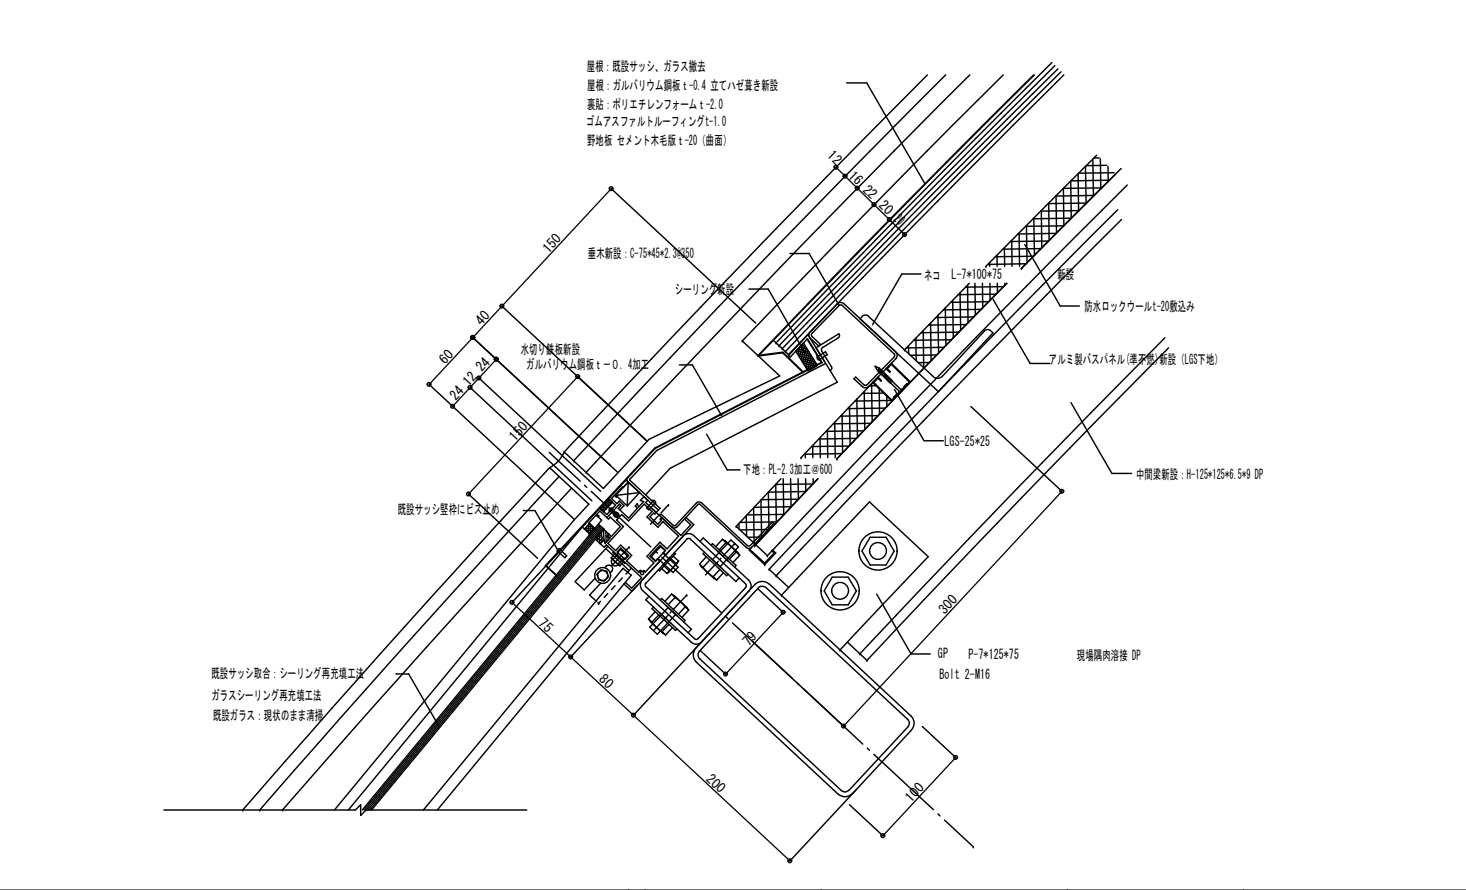 屋根：既設サッシ、ガラス撤去
屋根：ガルバリウム鋼板ｔ-0.4 立てハゼ葺き新設
裏貼：ポリエチレンフォームｔ-2.0
ゴムアスファルトルーフィングt-1.0
野地板 セメント木毛版ｔ-20（曲面）
12
16
22
20
150
垂木新設：C-75*45*2.3@350
シーリング新設
ネコ L-7*100*75
新設
防水ロックウールt-20敷込み
40
60
24
12
24
水切り鉄板新設
ガルバリウム鋼板ｔ－０．４加工
アルミ製バスパネル(準不燃)新設（LGS下地）
150
LGS-25*25
下地：PL-2.3加工@600
中間梁新設：H-125*125*6.5*9 DP
既設サッシ竪枠にビス止め
300
75
70
GP P-7*125*75 現場隅肉溶接 DP
Bolt 2-M16
既設サッシ取合：シーリング再充填工法
ガラスシーリング再充填工法
既設ガラス：現状のまま清掃
80
200
100